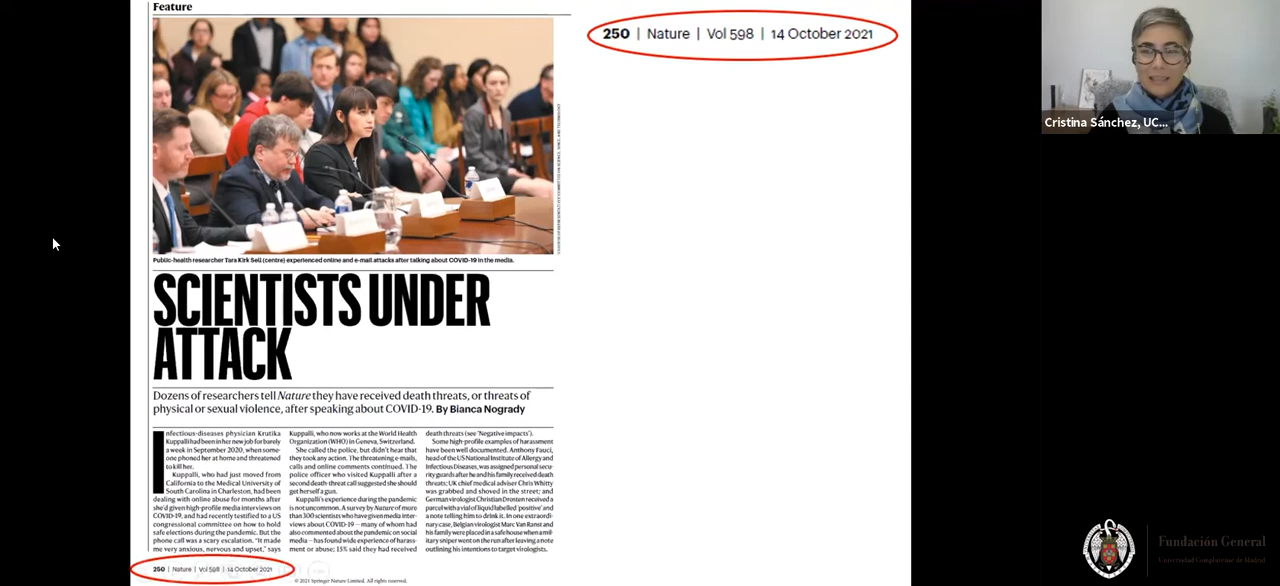 Feature
250 | Nature | Vol 598 | 14 October 2021
Cristina Sánchez, UC...
Public-health researcher Tara Kirk Sell (centre) experienced online and e-mail attacks after talking about COVID-19 in the media.
SCIENTISTS UNDER
ATTACK
Dozens of researchers tell Nature they have received death threats, or threats of
physical or sexual violence, after speaking about COVID-19. By Bianca Nogrady
Infectious-diseases physician Krutika
Kuppalli had been in her new job for barely
a week in September 2020, when some-
one phoned her at home and threatened
to kill her.
Kuppalli, who had just moved from
California to the Medical University of
South Carolina in Charleston, had been
dealing with online abuse for months after
she'd given high-profile media interviews on
COVID-19, and had recently testified to a US
congressional committee on how to hold
safe elections during the pandemic. But the
phone call was a scary escalation. "It made
me very anxious, nervous and upset," says
Kuppalli, who now works at the World Health
Organization (WHO) in Geneva, Switzerland.
She called the police, but didn't hear that
they took any action. The threatening e-mails,
calls and online comments continued. The
police officer who visited Kuppalli after a
second death-threat call suggested she should
get herself a gun.
Kuppalli's experience during the pandemic
is not uncommon. A survey by Nature of more
than 300 scientists who have given media inter-
views about COVID-19 — many of whom had
also commented about the pandemic on social
media — has found wide experience of harass-
ment or abuse; 15% said they had received
death threats (see 'Negative impacts').
Some high-profile examples of harassment
have been well documented. Anthony Fauci,
head of the US National Institute of Allergy and
Infectious Diseases, was assigned personal secu-
rity guards after he and his family received death
threats; UK chief medical adviser Chris Whitty
was grabbed and shoved in the street; and
German virologist Christian Drosten received a
parcel with a vial of liquid labelled 'positive' and
a note telling him to drink it. In one extraordi-
nary case, Belgian virologist Marc Van Ranst and
his family were placed in a safe house when a mil-
itary sniper went on the run after leaving a note
outlining his intentions to target virologists.
250 | Nature | Vol 598 | 14 October 2021
© 2021 Springer Nature Limited. All rights reserved.
Fundación General
Universidad Complutense de Madrid